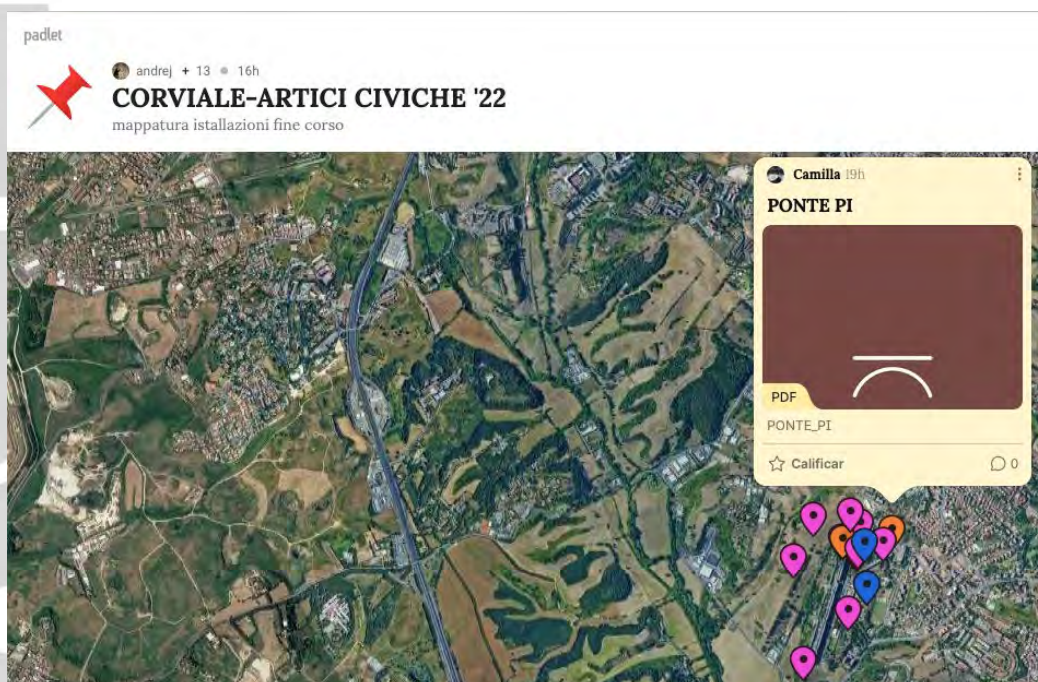 padlet
andrej + 13 • 16h
CORVIALE-ARTICI CIVICHE '22
mappatura istallazioni fine corso
Camilla 19h
PONTE PI
PDF
PONTE_PI
Calificar 0